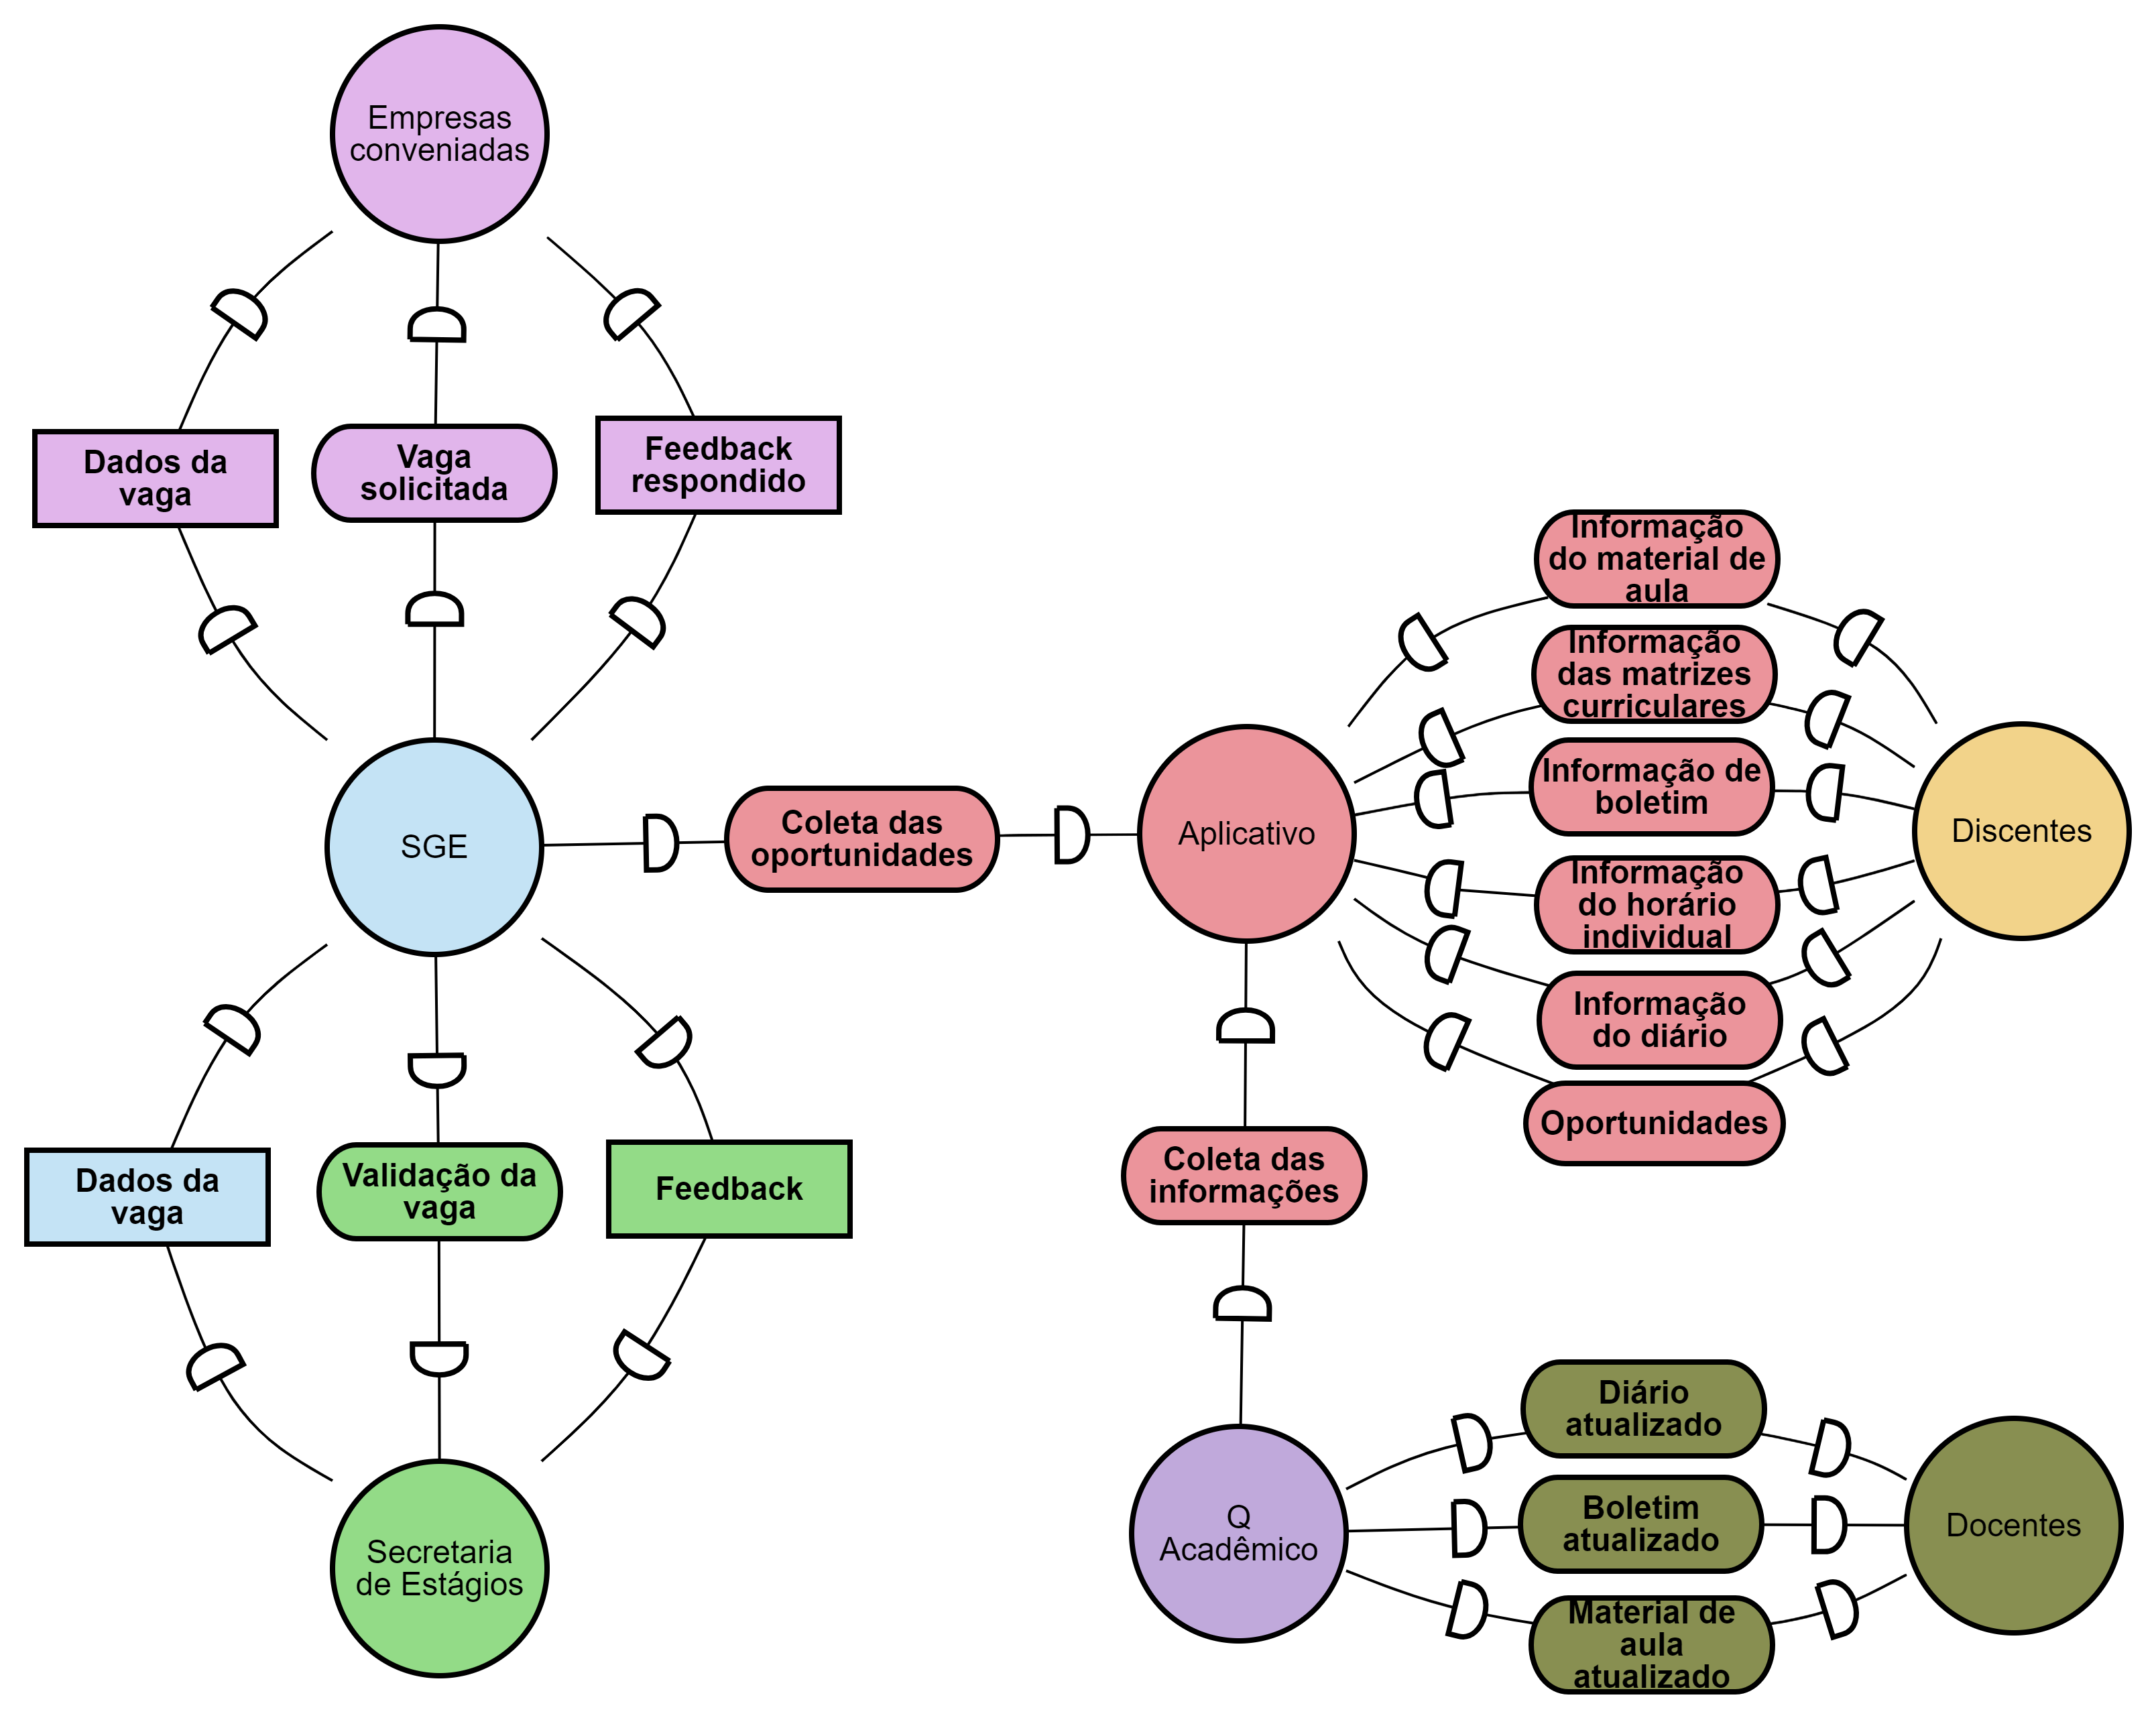 Empresas
conveniadas
Dados da
vaga
Vaga
solicitada
Feedback
respondido
SGE
Coleta das
oportunidades
Aplicativo
Informação
do material de
aula
Informação
das matrizes
curriculares
Informação de
boletim
Informação
do horário
individual
Informação
do diário
Oportunidades
Discentes
Dados da
vaga
Validação da
vaga
Feedback
Coleta das
informações
Secretaria
de Estágios
Q
Acadêmico
Diário
atualizado
Boletim
atualizado
Material de
aula
atualizado
Docentes